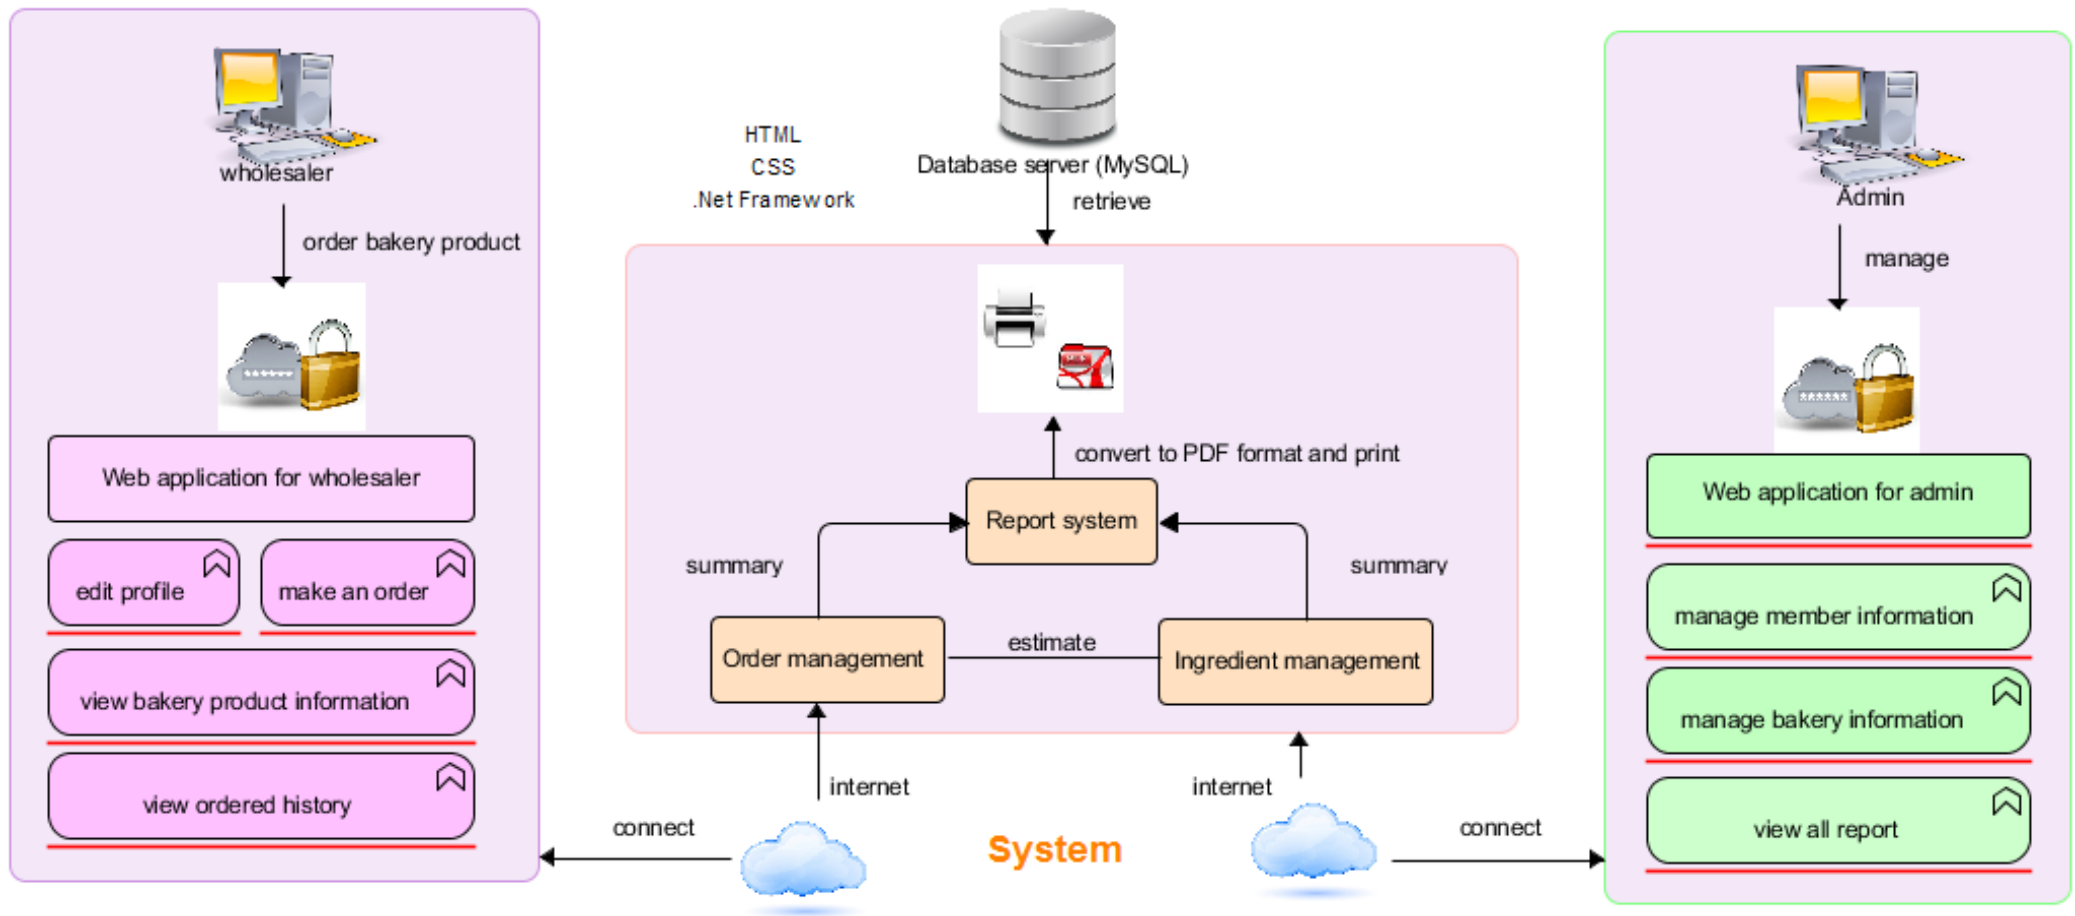 wholesaler
order bakery product
******
Web application for wholesaler
edit profile
make an order
view bakery product information
view ordered history
HTML
CSS
.Net Framework
Database server (MySQL)
retrieve
convert to PDF format and print
Report system
summary
summary
Order management
estimate
Ingredient management
internet
internet
connect
System
connect
Admin
manage
******
Web application for admin
manage member information
manage bakery information
view all report